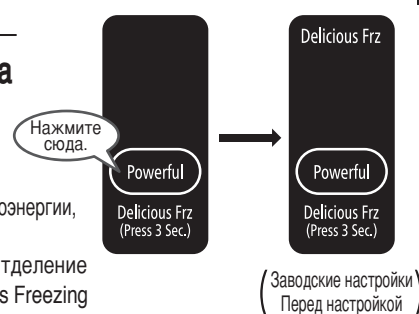 а
Нажмите
сюда.
Powerful
Delicious Frz
(Press 3 Sec.)
Delicious Frz
Powerful
Delicious Frz
(Press 3 Sec.)
(Заводские настройки
Перед настройкой)
оэнергии,
тделение
s Freezing